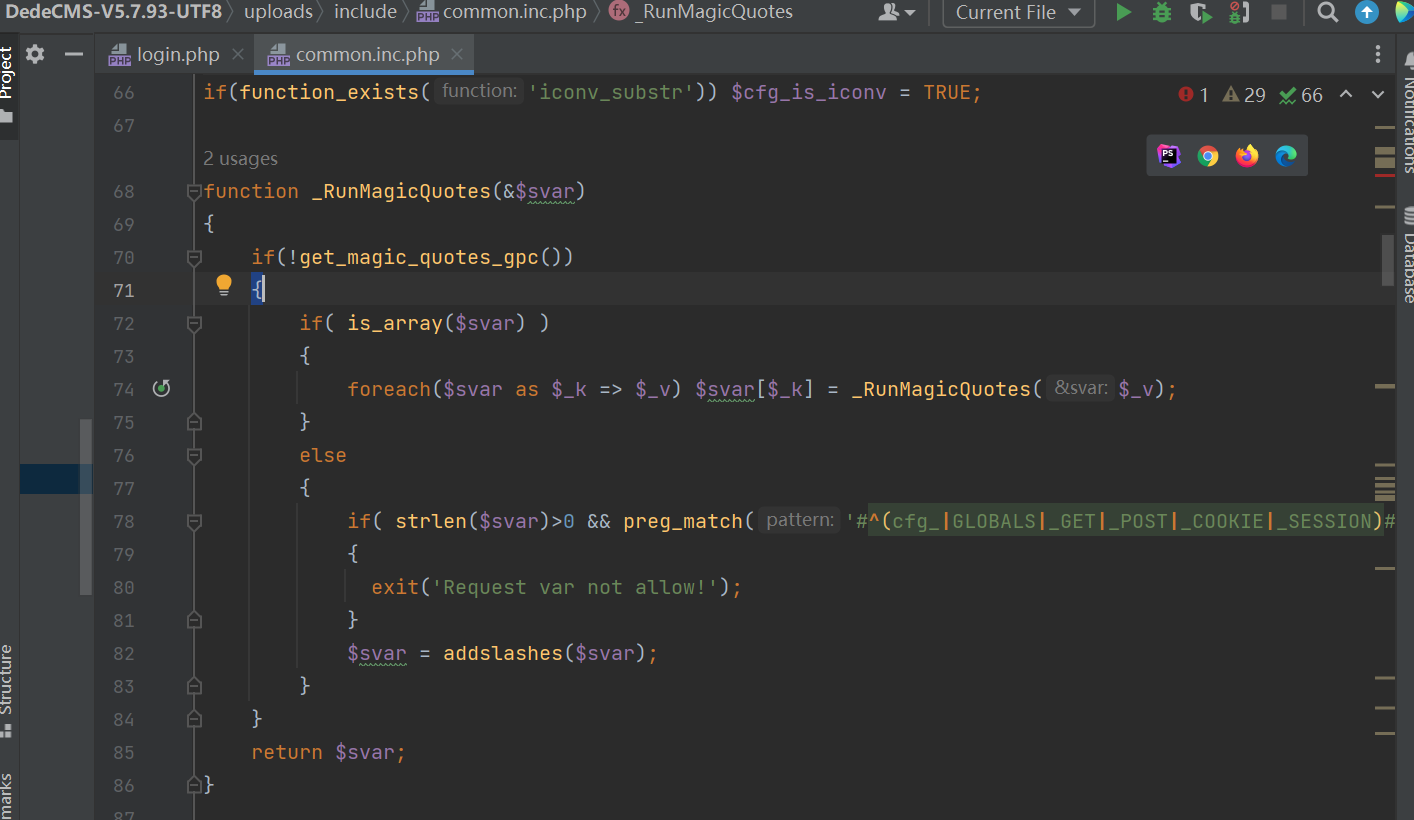 DedeCMS-V5.7.93-UTF8 uploads include common.inc.php _RunMagicQuotes Current File
login.php common.inc.php
Project
Structure
marks
Notifications
Database
1 29 66
66 if(function_exists( function: 'iconv_substr')) $cfg_is_iconv = TRUE;
67
2 usages
68 function _RunMagicQuotes(&$svar)
69 {
70 if(!get_magic_quotes_gpc())
71 {
72 if( is_array($svar) )
73 {
74 foreach($svar as $_k => $_v) $svar[$_k] = _RunMagicQuotes( &svar: $_v);
75 }
76 else
77 {
78 if( strlen($svar)>0 && preg_match( pattern: '#^(cfg_|GLOBALS|_GET|_POST|_COOKIE|_SESSION)#
79 {
80 exit('Request var not allow!');
81 }
82 $svar = addslashes($svar);
83 }
84 }
85 return $svar;
86 }
87